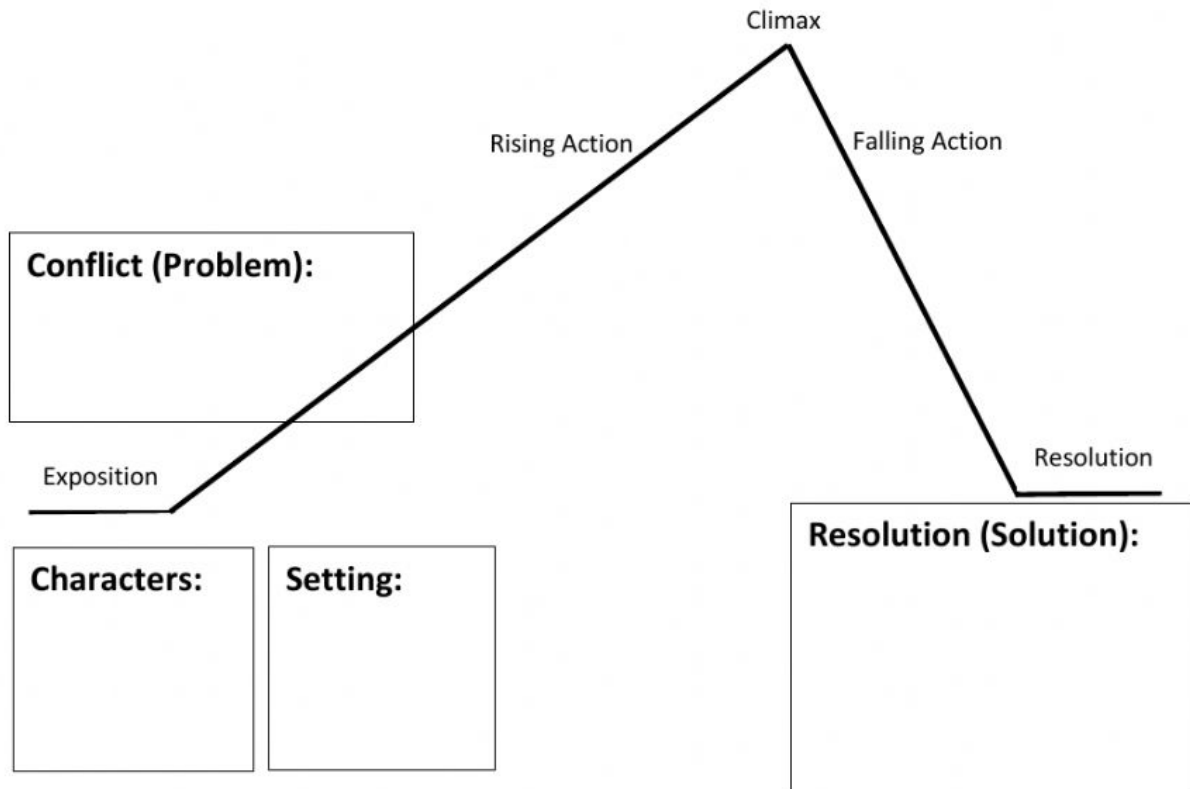 Climax
Rising Action
Falling Action
Conflict (Problem):
Exposition
Resolution
Characters:
Setting:
Resolution (Solution):